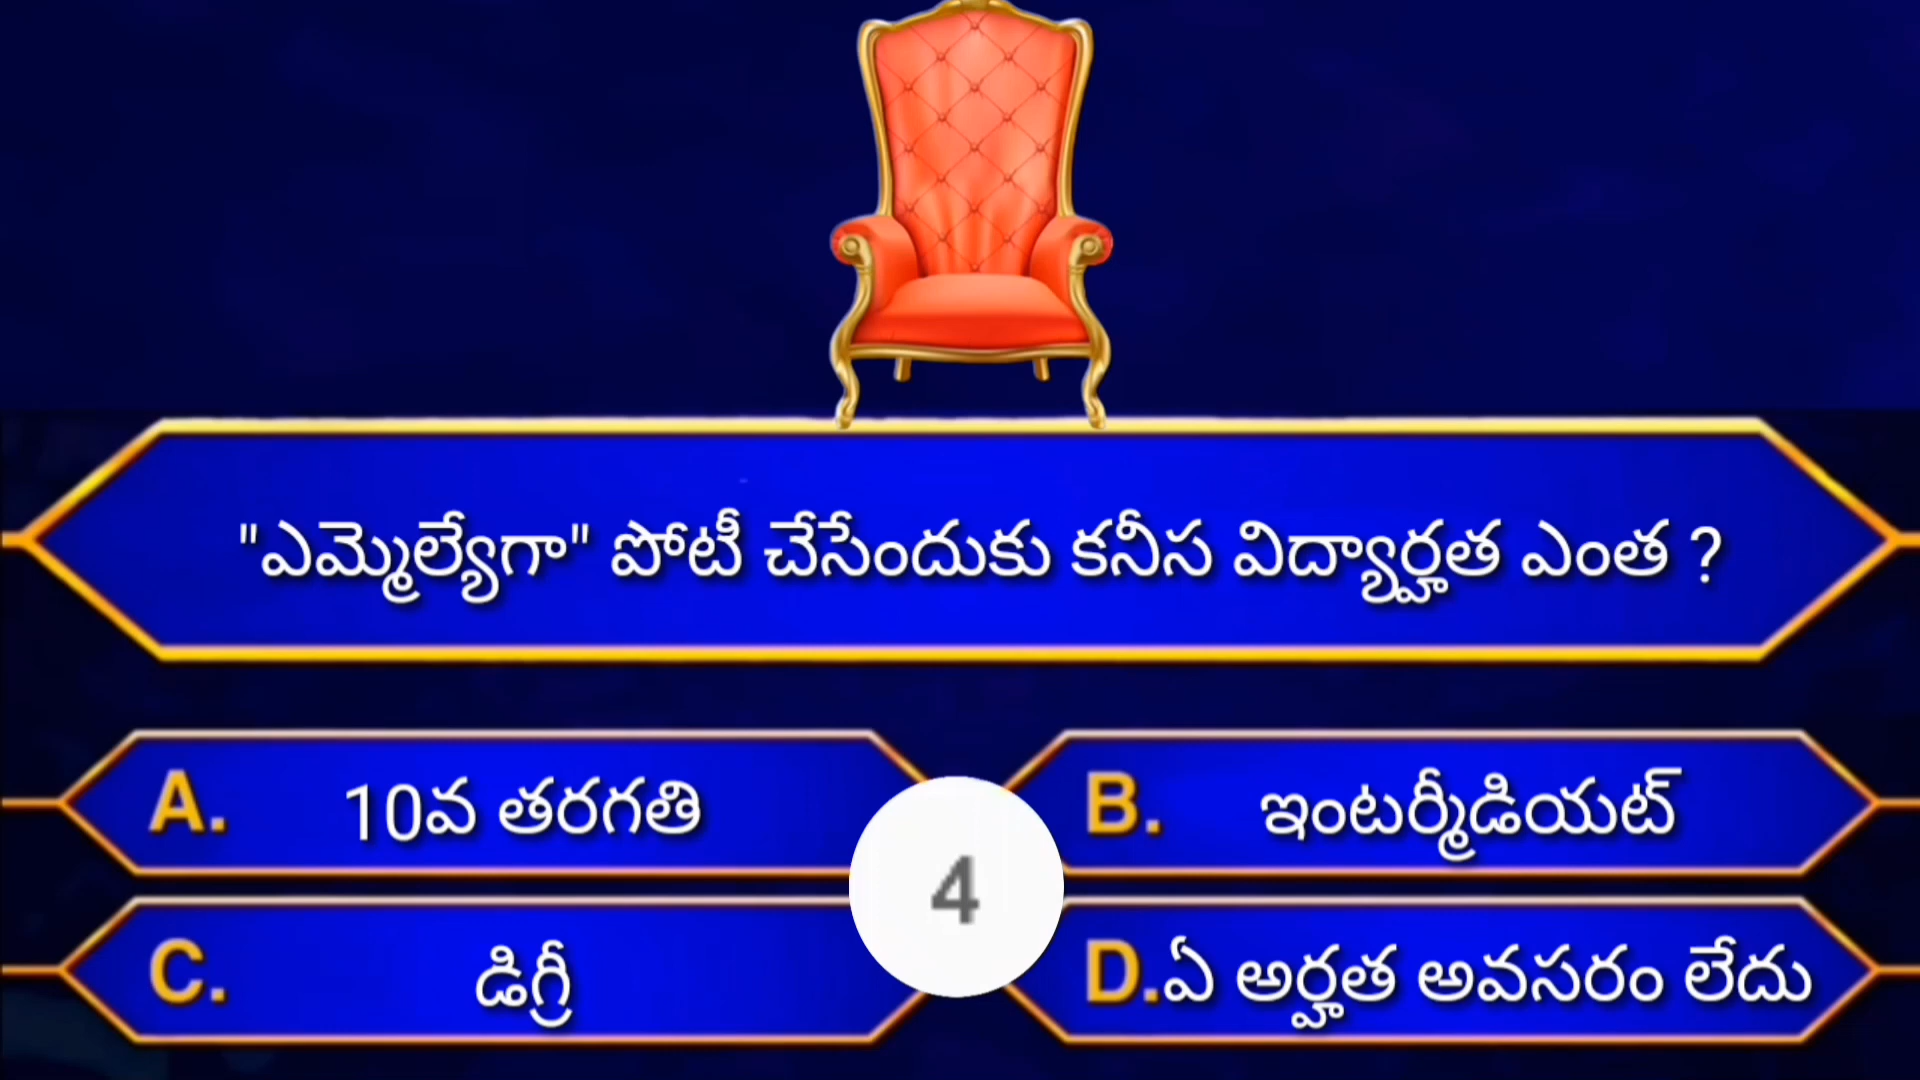 "ఎమ్మెల్యేగా" పోటీ చేసేందుకు కనీస విద్యార్హత ఎంత ?
A. 10వ తరగతి
B. ఇంటర్మీడియట్
4
C. డిగ్రీ
D.ఏ అర్హత అవసరం లేదు